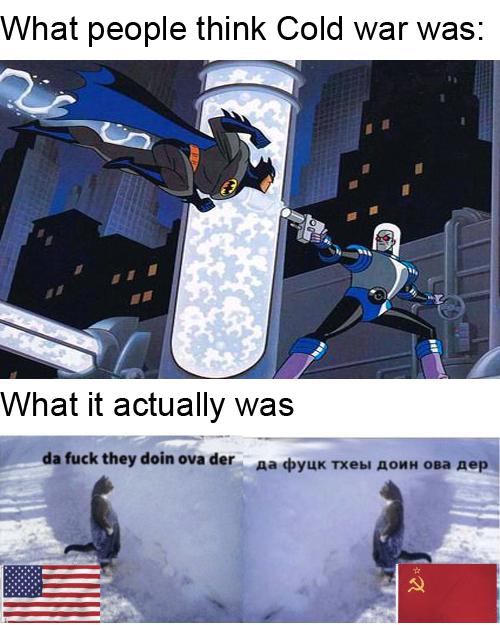 What people think Cold war was:
What it actually was
da fuck they doin ova der
да фуцк тхеы доин ова дер